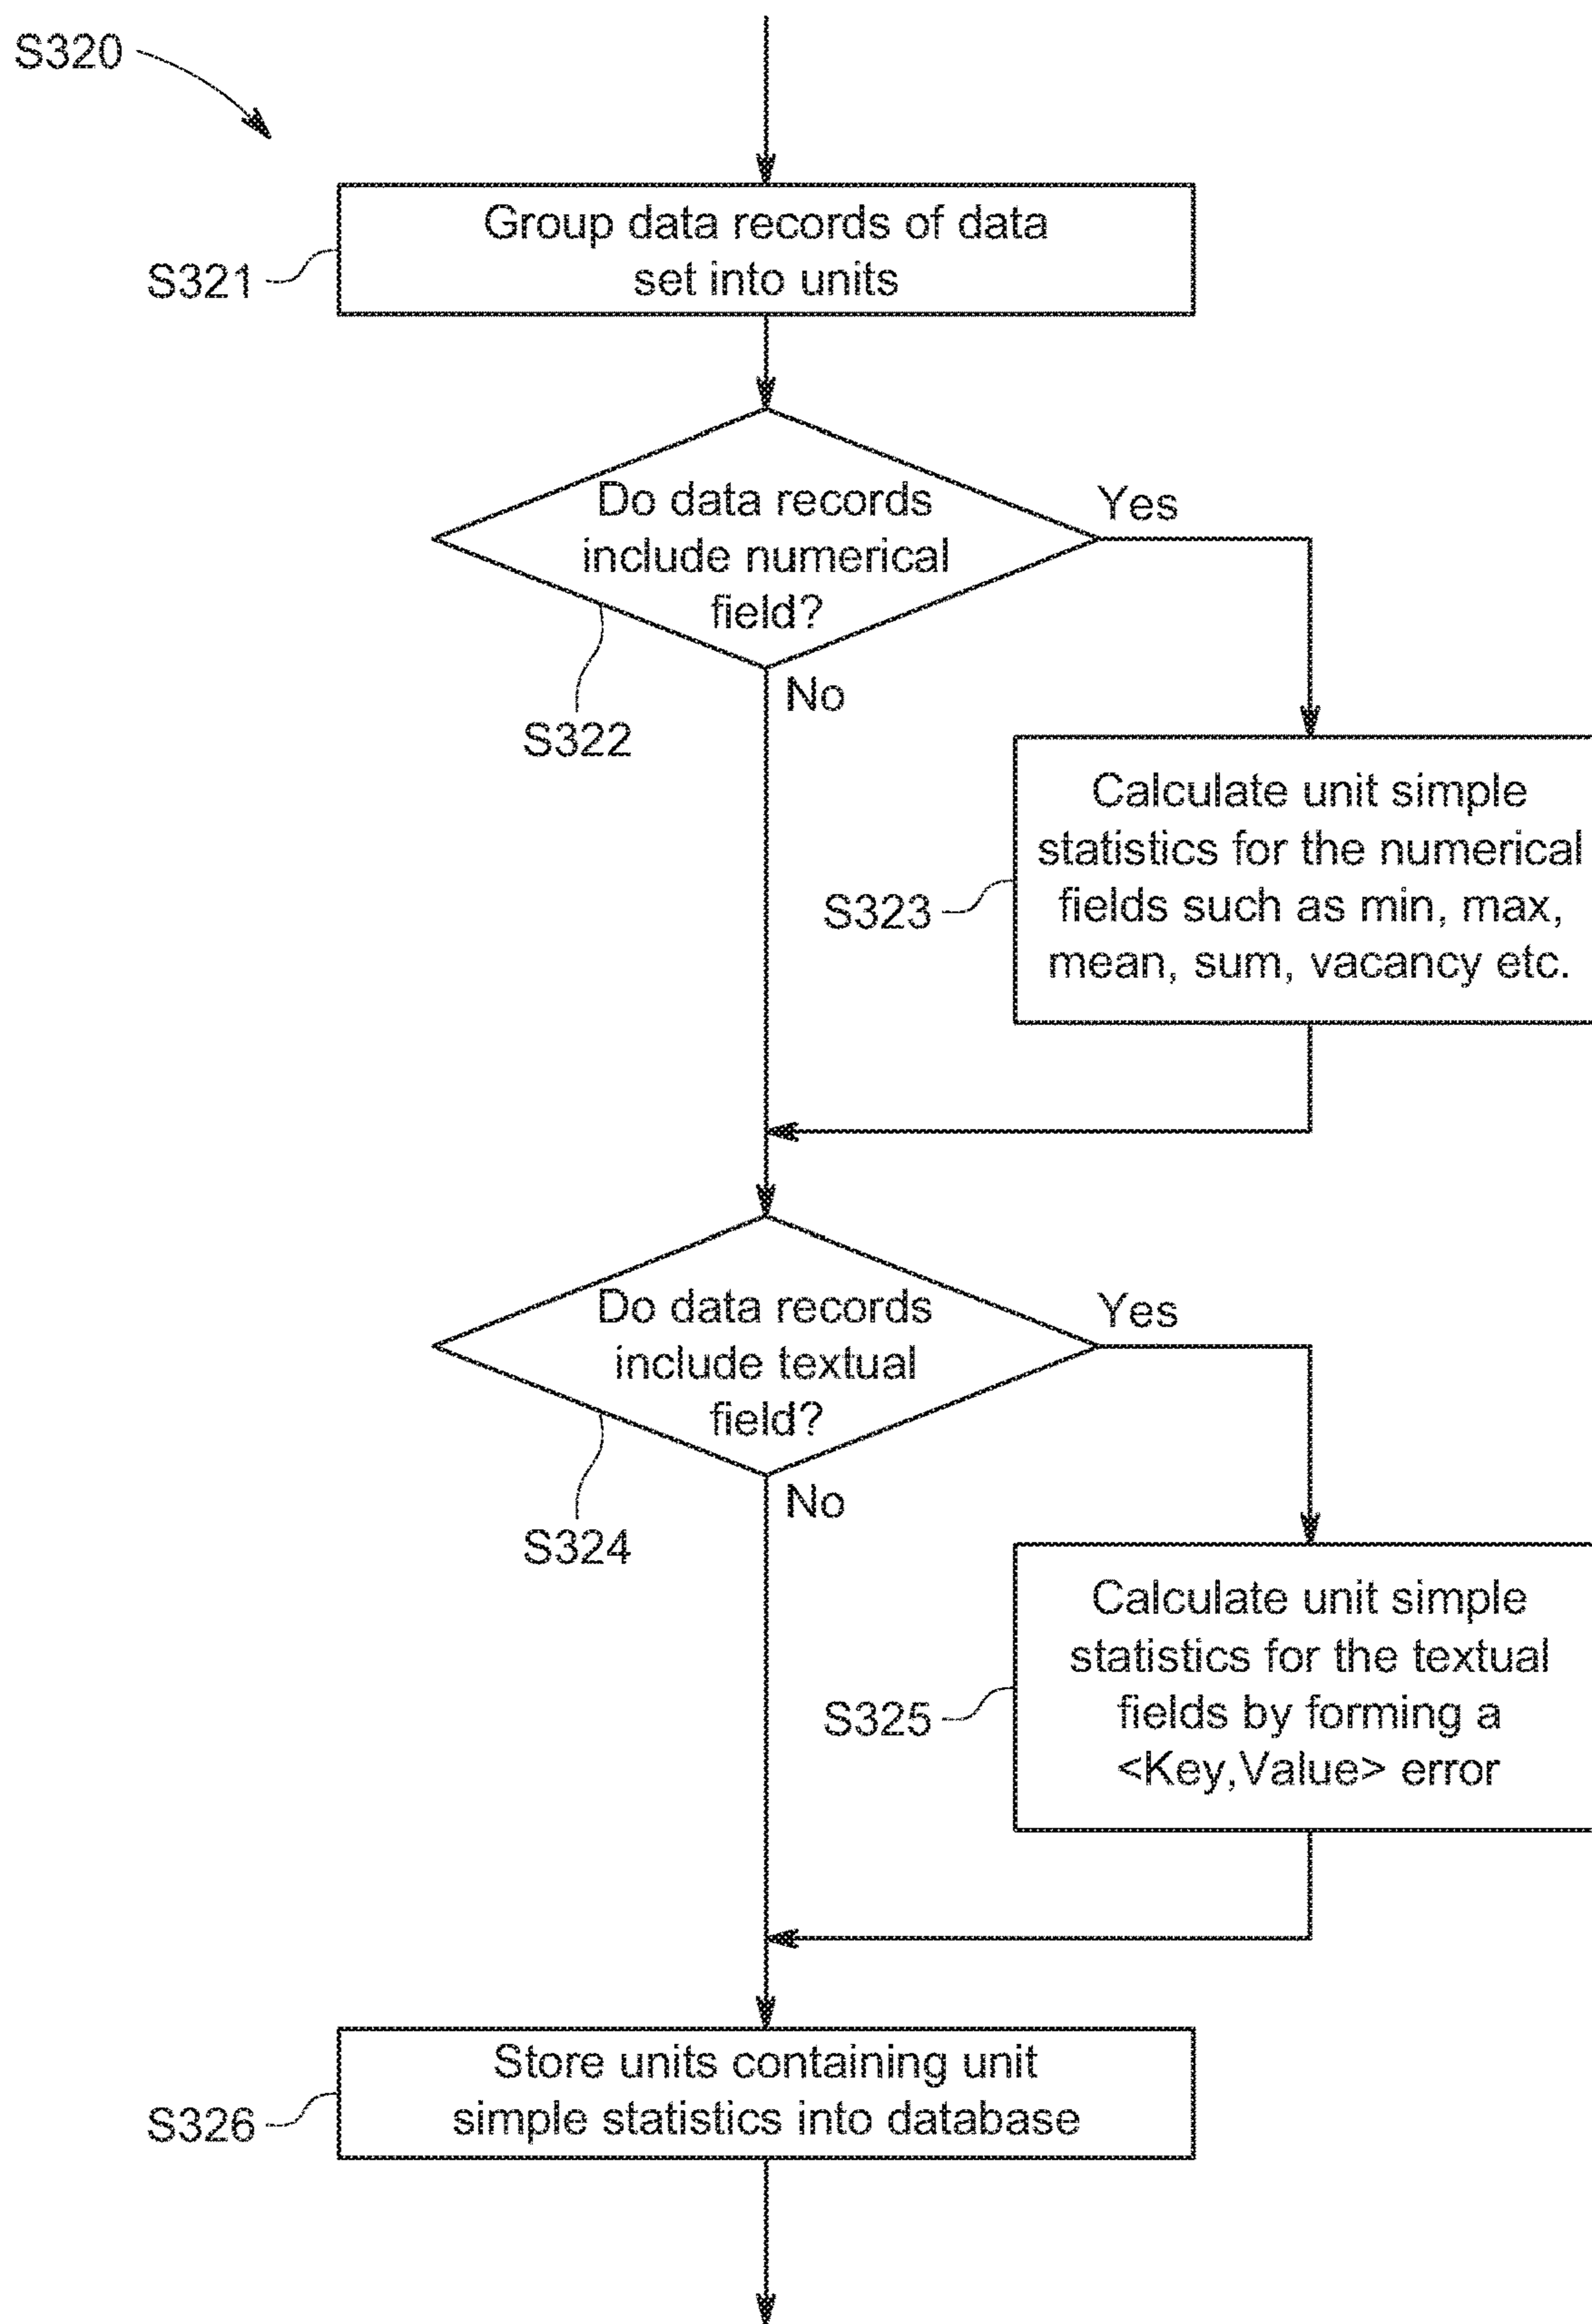 S320
Group data records of data
set into units
S321
Do data records
include numerical
field?
Yes
No
S322
Calculate unit simple
statistics for the numerical
fields such as min, max,
mean, sum, vacancy etc.
S323
Do data records
include textual
field?
Yes
No
S324
Calculate unit simple
statistics for the textual
fields by forming a
<Key,Value> error
S325
Store units containing unit
simple statistics into database
S326